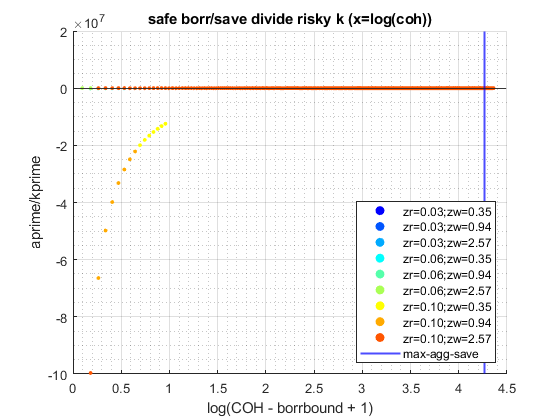 safe borr/save divide risky k (x=log(coh))
×10⁷
2
0
-2
-4
-6
-8
-10
aprime/kprime
zr=0.03;zw=0.35
zr=0.03;zw=0.94
zr=0.03;zw=2.57
zr=0.06;zw=0.35
zr=0.06;zw=0.94
zr=0.06;zw=2.57
zr=0.10;zw=0.35
zr=0.10;zw=0.94
zr=0.10;zw=2.57
max-agg-save
0 0.5 1 1.5 2 2.5 3 3.5 4 4.5
log(COH - borrbound + 1)